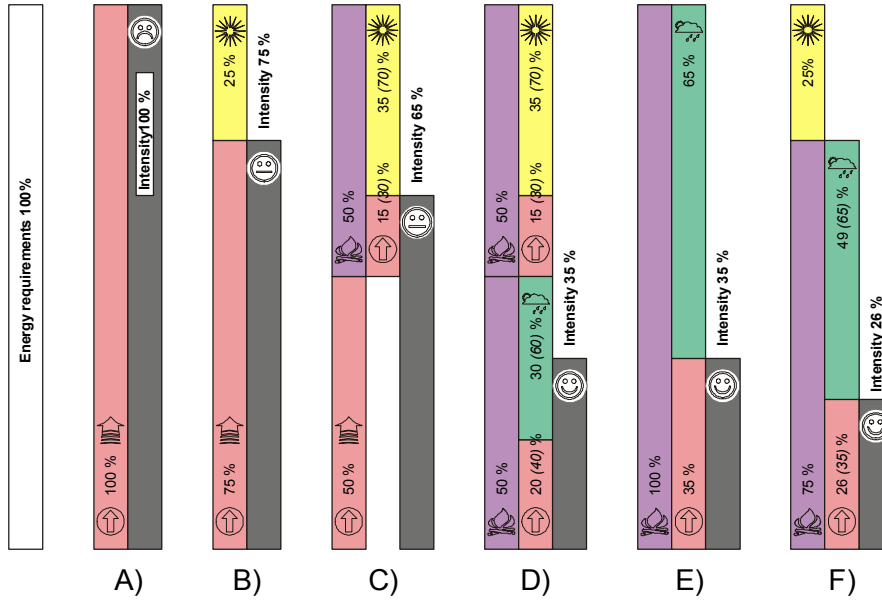 Energy requirements 100%
100 %
Intensity100 %
25 %
75 %
Intensity 75 %
50 %
50 %
35 (70) %
15 (30) %
Intensity 65 %
50 %
50 %
35 (70) %
15 (30) %
30 (60) %
20 (40) %
Intensity 35 %
100 %
65 %
35 %
Intensity 35 %
25%
75 %
49 (65) %
26 (35) %
Intensity 26 %
A)
B)
C)
D)
E)
F)